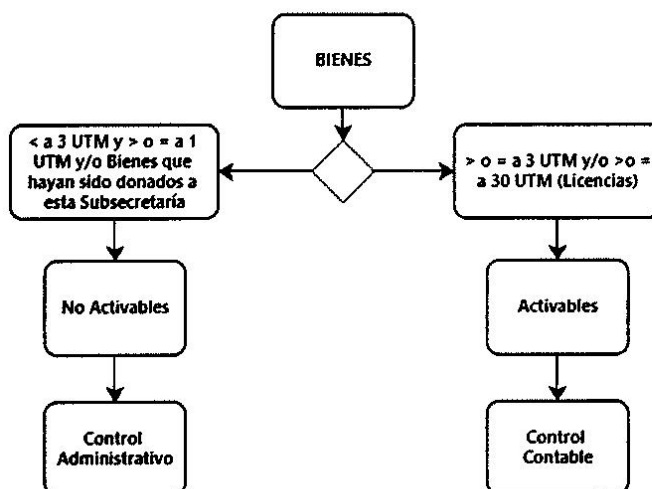 BIENES
< a 3 UTM y > o = a 1
UTM y/o Bienes que
hayan sido donados a
esta Subsecretaría
> o = a 3 UTM y/o >o =
a 30 UTM (Licencias)
No Activables
Activables
Control
Administrativo
Control
Contable